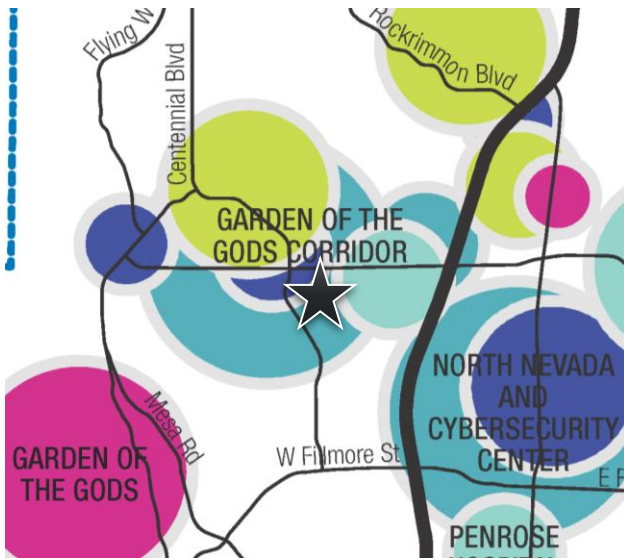 Flying W
Centennial Blvd
Rockrimmon Blvd
GARDEN OF THE
GODS CORRIDOR
NORTH NEVADA
AND
CYBERSECURITY
CENTER
Mesa Rd
GARDEN OF
THE GODS
W Fillmore St
E F
PENROSE